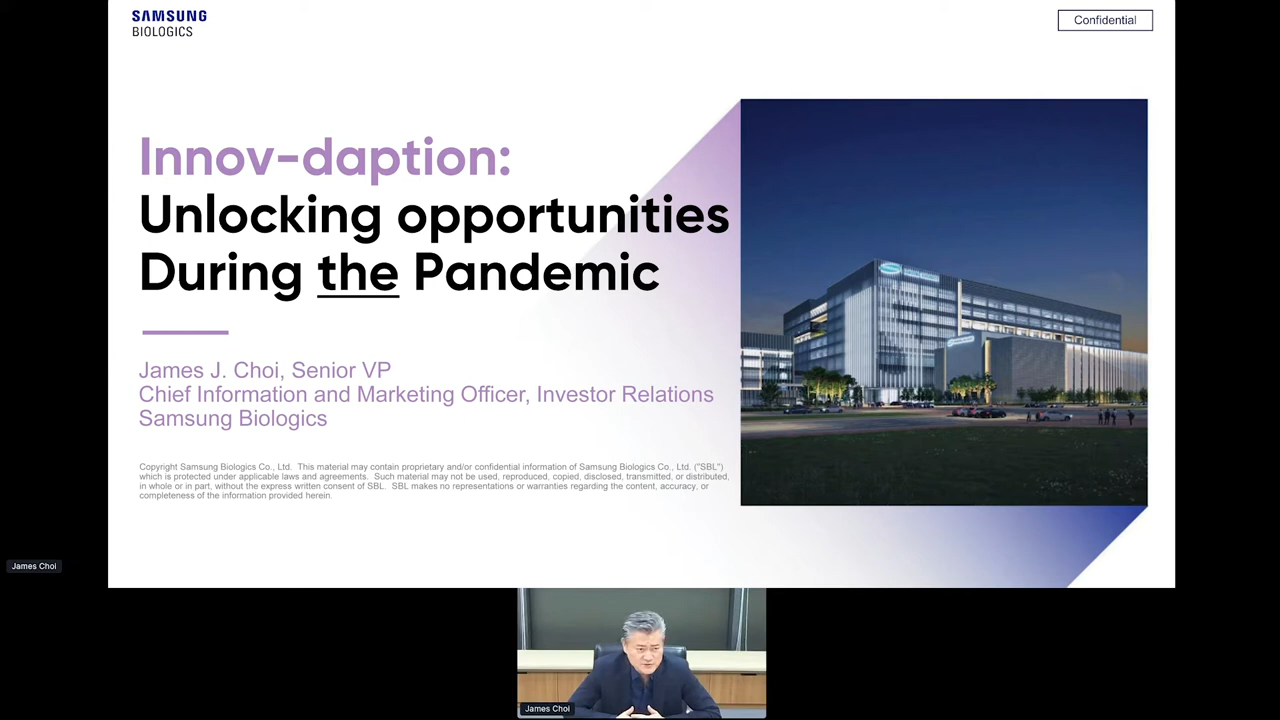 SAMSUNG
BIOLOGICS
Confidential
Innov-daption:
Unlocking opportunities
During the Pandemic
James J. Choi, Senior VP
Chief Information and Marketing Officer, Investor Relations
Samsung Biologics
Copyright Samsung Biologics Co., Ltd. This material may contain proprietary and/or confidential information of Samsung Biologics Co., Ltd. ("SBL")
which is protected under applicable laws and agreements. Such material may not be used, reproduced, copied, disclosed, transmitted, or distributed,
in whole or in part, without the express written consent of SBL. SBL makes no representations or warranties regarding the content, accuracy, or
completeness of the information provided herein.
James Choi
James Choi